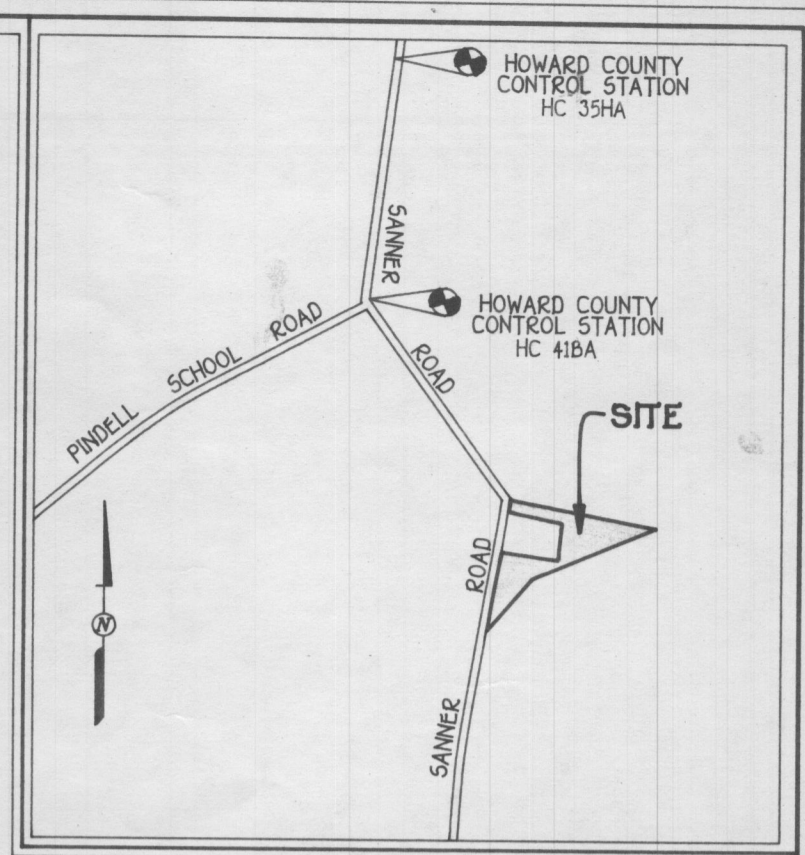 HOWARD COUNTY
CONTROL STATION
HC 35HA
SANNER
HOWARD COUNTY
CONTROL STATION
HC 41BA
PINDELL SCHOOL ROAD
ROAD
SITE
ROAD
N
SANNER